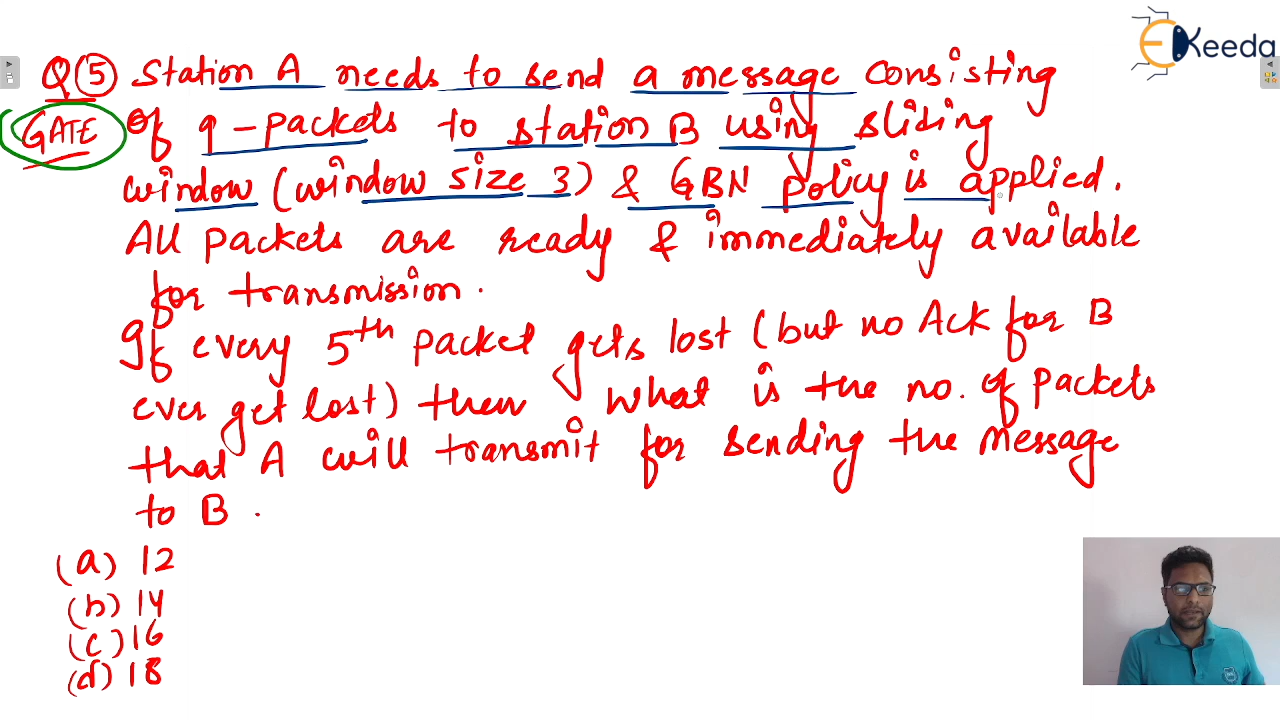 Keeda
Q(5) Station A needs to send a message consisting
GATE of 9-packets to station B using sliding
window (window size 3) & GBN policy is applied.
All packets are ready & immediately available
for transmission.
If every 5th packet gets lost (but no Ack for B
ever get lost) then what is the no. of packets
that A will transmit for sending the message
to B.
(a) 12
(b) 14
(c) 16
(d) 18